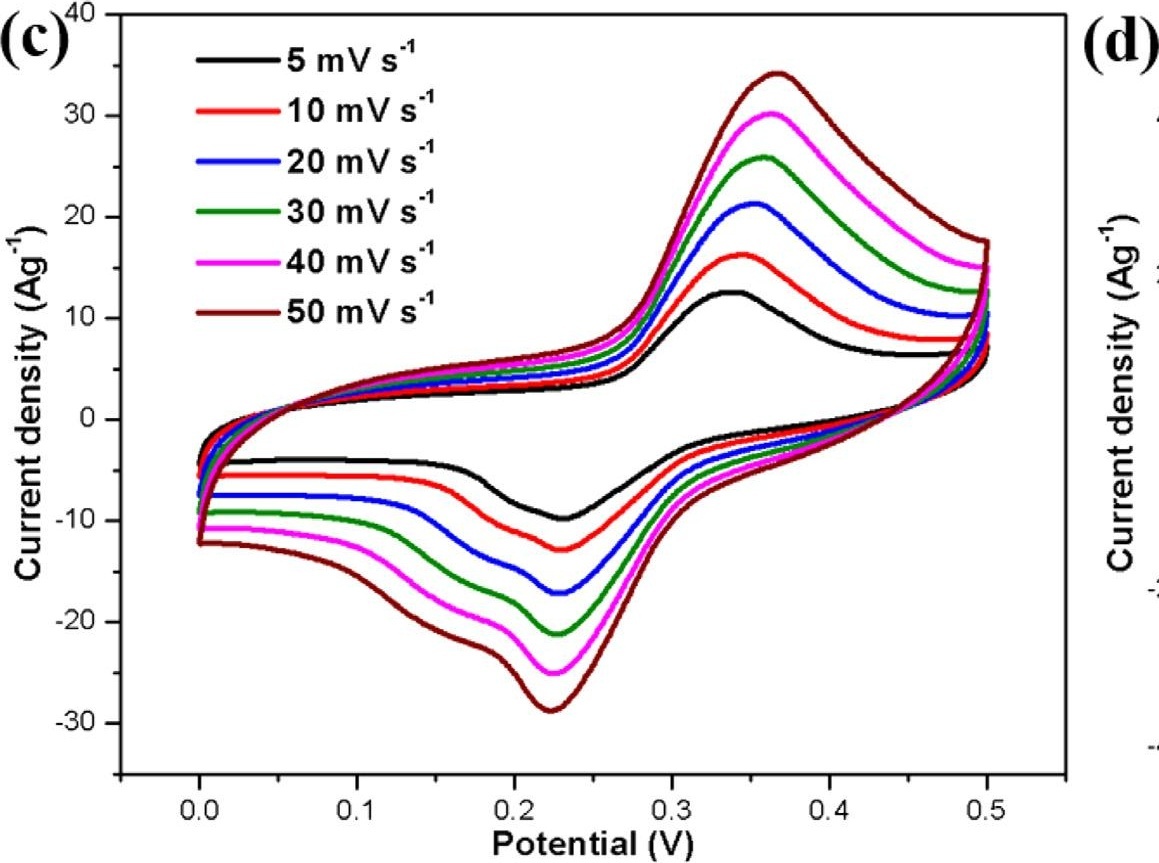 (c)
40
30
20
10
0
-10
-20
-30
Current density (Ag⁻¹)
5 mV s⁻¹
10 mV s⁻¹
20 mV s⁻¹
30 mV s⁻¹
40 mV s⁻¹
50 mV s⁻¹
0.0 0.1 0.2 0.3 0.4 0.5
Potential (V)
(d)
Current density (Ag⁻¹)